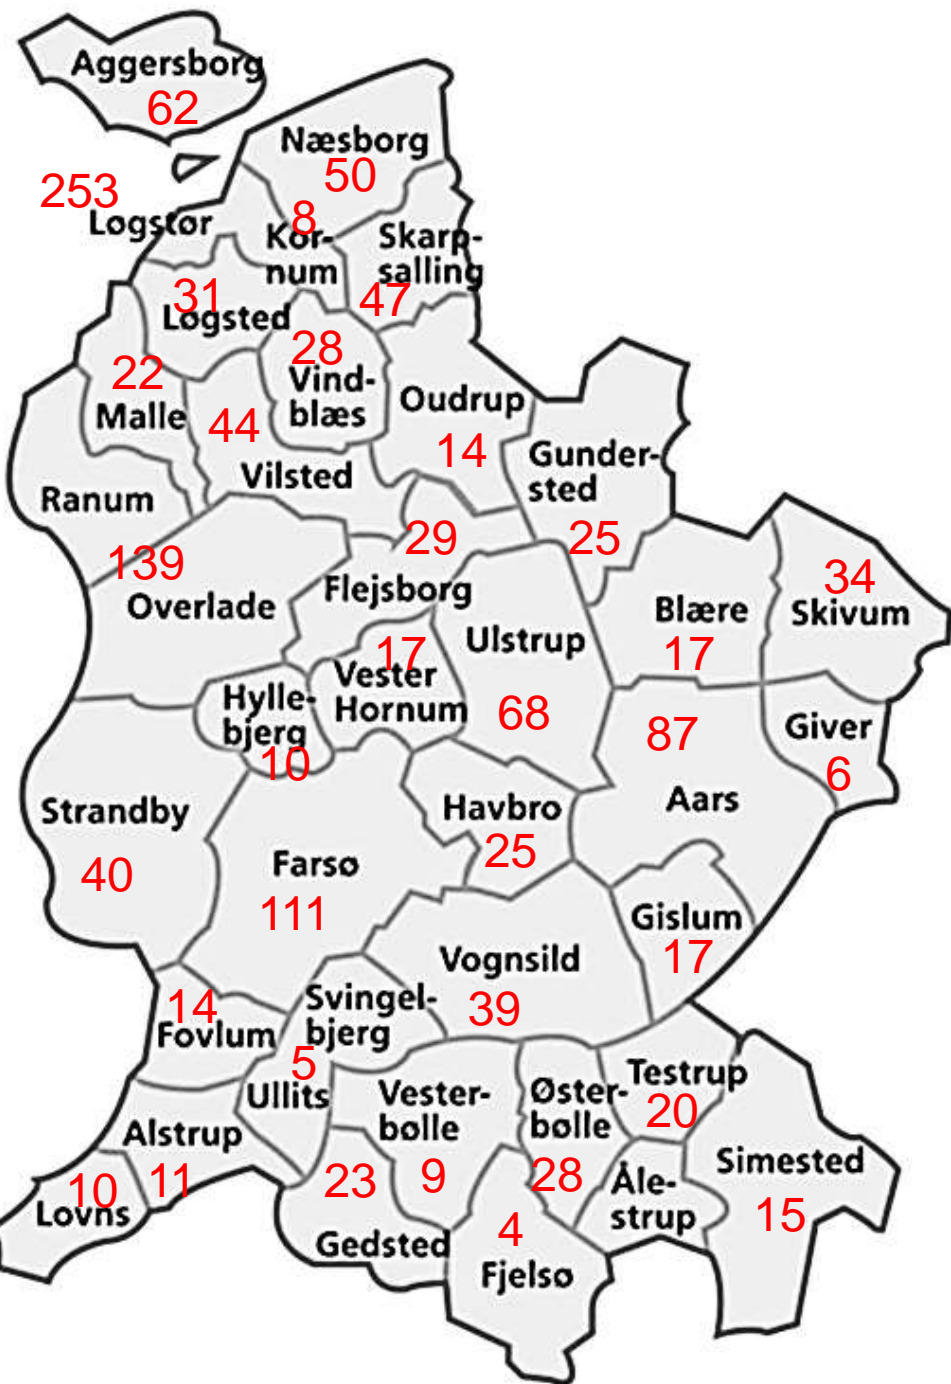 Aggersborg
62
Næsborg
50
253
Løgstør
8
Kor-
num
Skarp-
salling
47
31
Løgsted
28
Vind-
blæs
22
Malle
44
Vilsted
Oudrup
14
Gunder-
sted
25
Ranum
139
Overlade
29
Flejsborg
Ulstrup
68
Blære
17
34
Skivum
17
Vester
Hornum
Hylle-
bjerg
10
87
Aars
Giver
6
Strandby
40
Havbro
25
Farsø
111
Gislum
17
Vognsild
39
14
Fovlum
Svingel-
bjerg
5
Ullits
Vester-
bølle
9
Øster-
bølle
28
Testrup
20
Alstrup
11
10
Lovns
23
Gedsted
4
Fjelsø
Åle-
strup
Simested
15